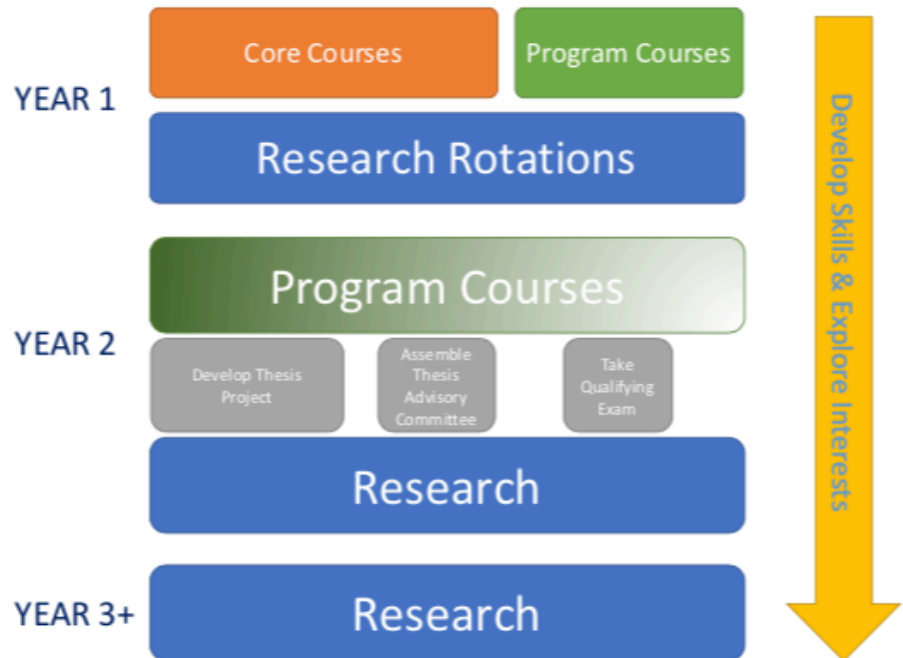 YEAR 1
Core Courses
Program Courses
Research Rotations
YEAR 2
Program Courses
Develop Thesis
Project
Assemble
Thesis
Advisory
Committee
Take
Qualifying
Exam
Research
YEAR 3+
Research
Develop Skills & Explore Interests